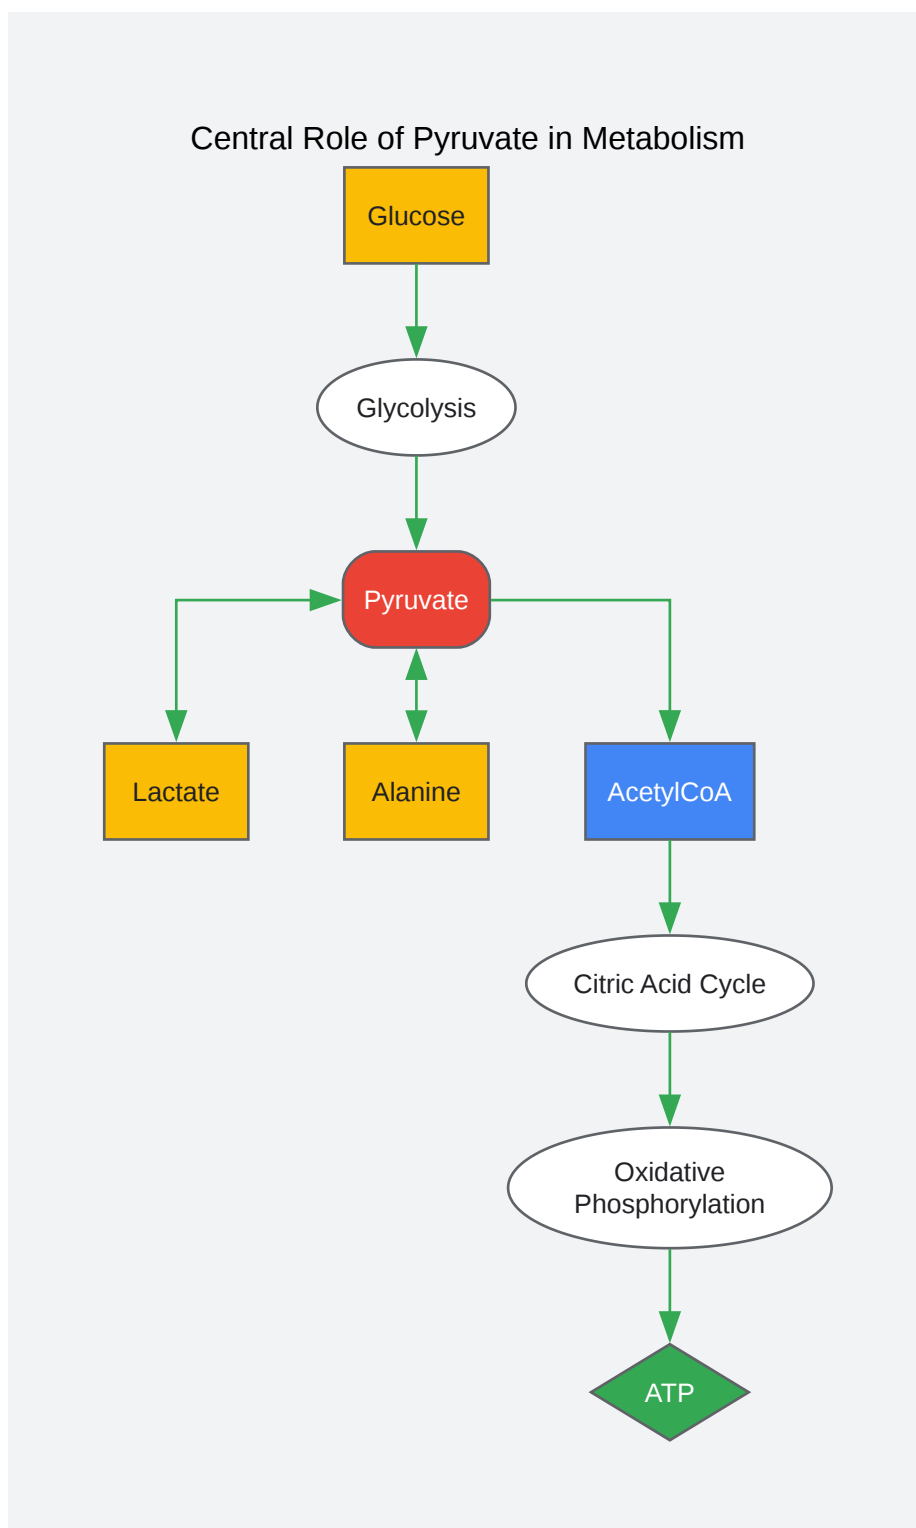 Central Role of Pyruvate in Metabolism
Glucose
Glycolysis
Pyruvate
Lactate
Alanine
AcetylCoA
Citric Acid Cycle
Oxidative
Phosphorylation
ATP